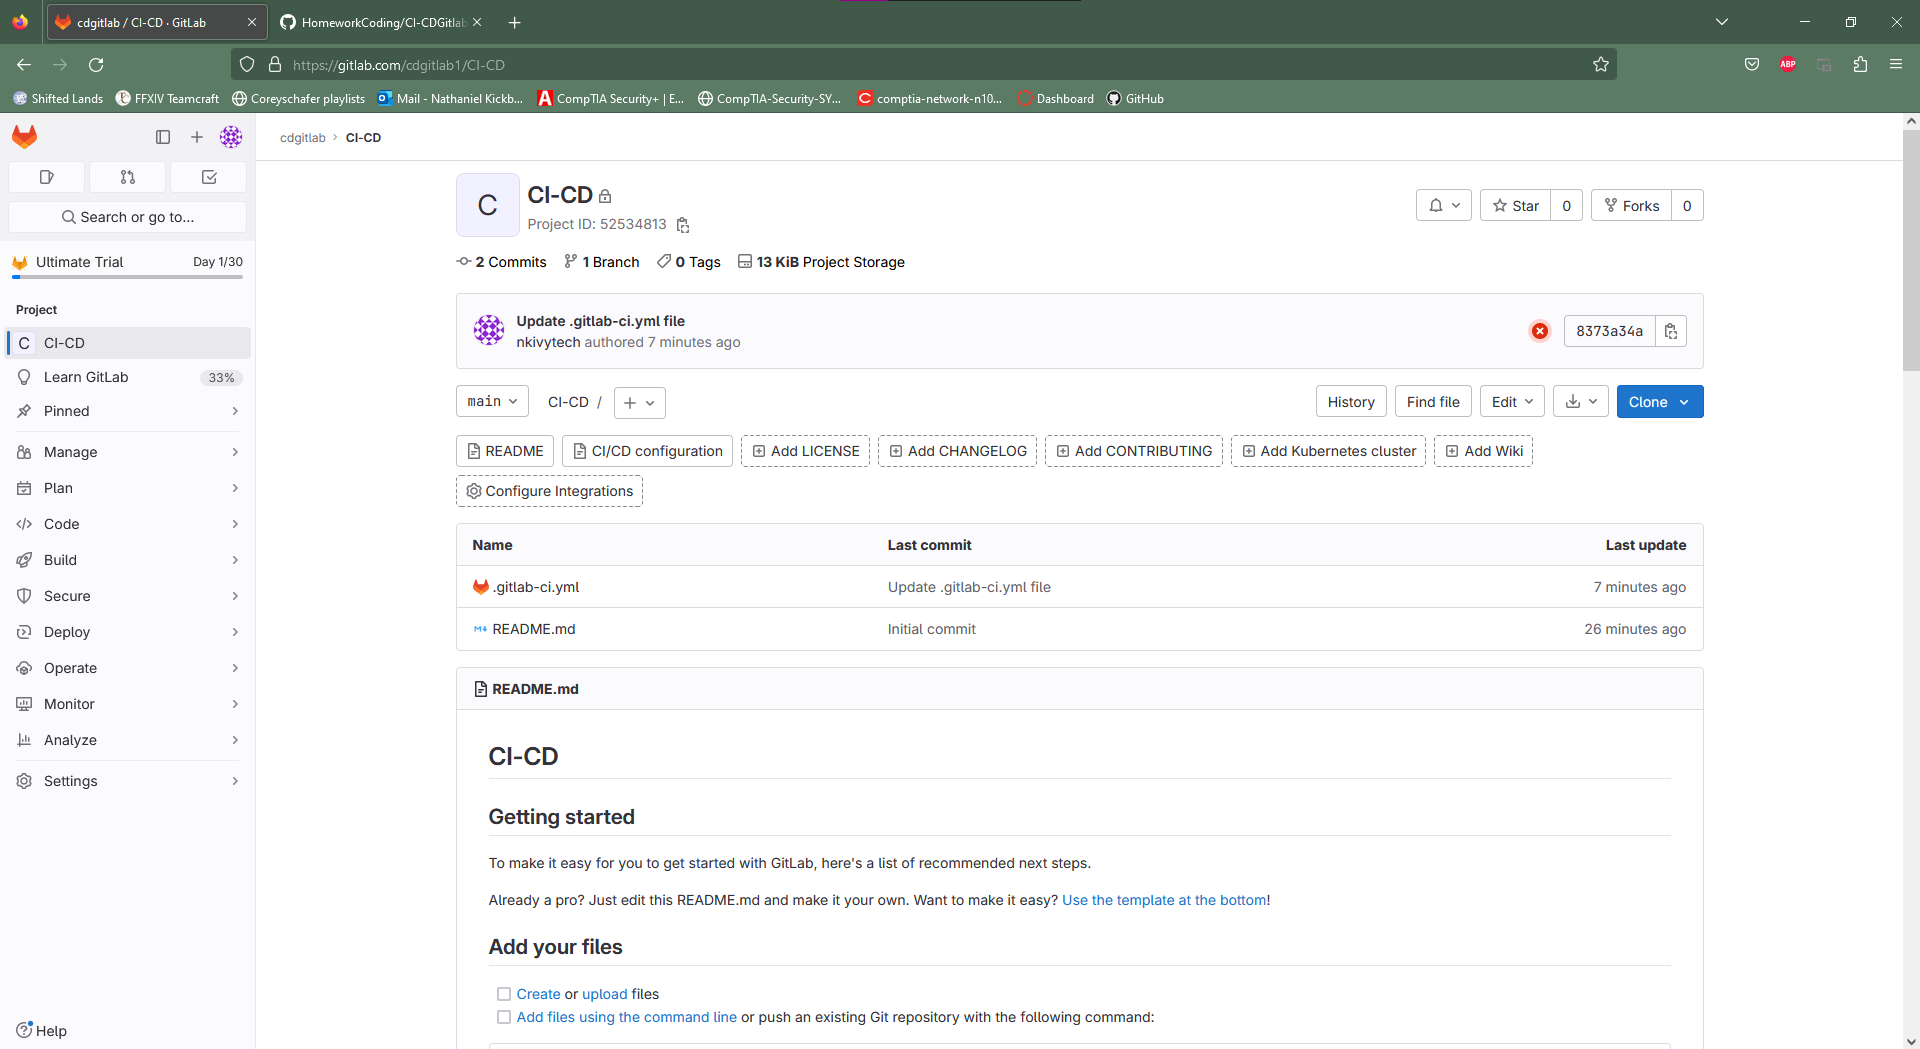 cdgitlab / CI-CD · GitLab
HomeworkCoding/CI-CDGitlab
https://gitlab.com/cdgitlab1/CI-CD
ABP
Shifted Lands
FFXIV Teamcraft
Coreyschafer playlists
Mail - Nathaniel Kickb...
CompTIA Security+ | E...
CompTIA-Security-SY...
comptia-network-n10...
Dashboard
GitHub
Search or go to...
Ultimate Trial
Day 1/30
Project
C
CI-CD
Learn GitLab
33%
Pinned
Manage
Plan
Code
Build
Secure
Deploy
Operate
Monitor
Analyze
Settings
Help
cdgitlab › CI-CD
C
CI-CD
Project ID: 52534813
Star
0
Forks
0
2 Commits
1 Branch
0 Tags
13 KiB Project Storage
Update .gitlab-ci.yml file
nkivytech authored 7 minutes ago
8373a34a
main
CI-CD /
History
Find file
Edit
Clone
README
CI/CD configuration
Add LICENSE
Add CHANGELOG
Add CONTRIBUTING
Add Kubernetes cluster
Add Wiki
Configure Integrations
Name
Last commit
Last update
.gitlab-ci.yml
Update .gitlab-ci.yml file
7 minutes ago
README.md
Initial commit
26 minutes ago
README.md
CI-CD
Getting started
To make it easy for you to get started with GitLab, here's a list of recommended next steps.
Already a pro? Just edit this README.md and make it your own. Want to make it easy? Use the template at the bottom!
Add your files
Create or upload files
Add files using the command line or push an existing Git repository with the following command: